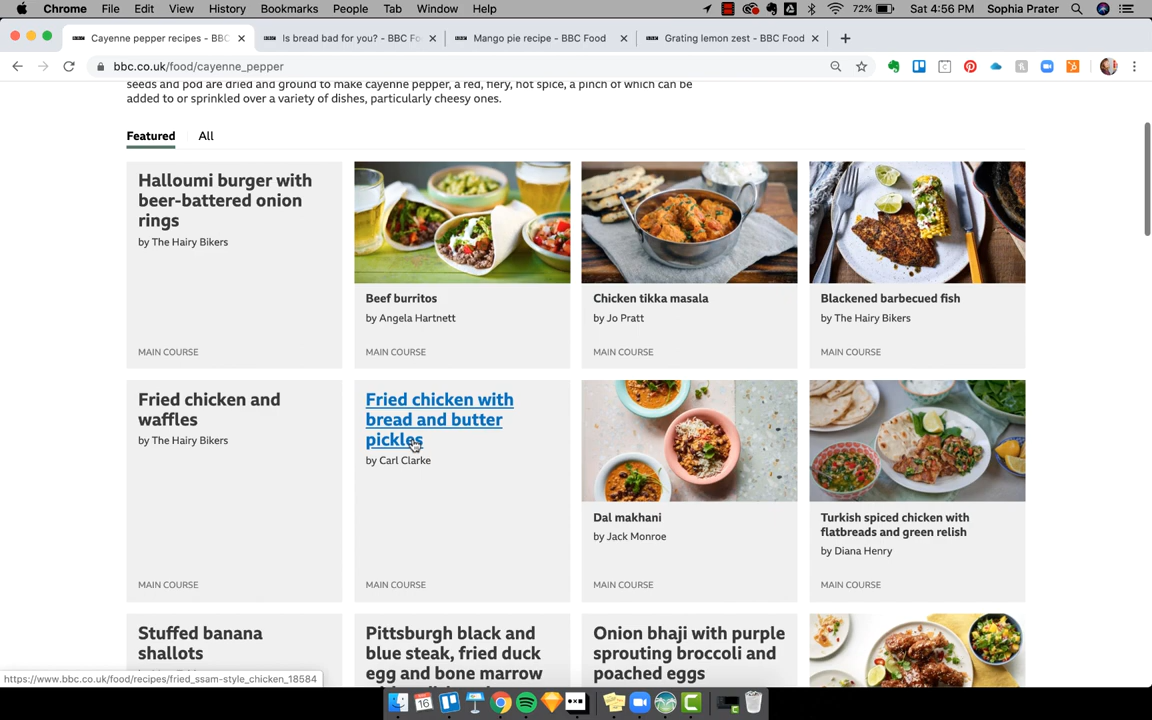 Chrome File Edit View History Bookmarks People Tab Window Help 72% Sat 4:56 PM Sophia Prater
Cayenne pepper recipes - BBC Is bread bad for you? - BBC Fo Mango pie recipe - BBC Food Grating lemon zest - BBC Food
bbc.co.uk/food/cayenne_pepper
seeds and pod are dried and ground to make cayenne pepper, a red, fiery, hot spice, a pinch of which can be
added to or sprinkled over a variety of dishes, particularly cheesy ones.
Featured All
Halloumi burger with
beer-battered onion
rings
by The Hairy Bikers
MAIN COURSE
Beef burritos
by Angela Hartnett
MAIN COURSE
Chicken tikka masala
by Jo Pratt
MAIN COURSE
Blackened barbecued fish
by The Hairy Bikers
MAIN COURSE
Fried chicken and
waffles
by The Hairy Bikers
MAIN COURSE
Fried chicken with
bread and butter
pickles
by Carl Clarke
MAIN COURSE
Dal makhani
by Jack Monroe
MAIN COURSE
Turkish spiced chicken with
flatbreads and green relish
by Diana Henry
MAIN COURSE
Stuffed banana
shallots
Pittsburgh black and
blue steak, fried duck
egg and bone marrow
Onion bhaji with purple
sprouting broccoli and
poached eggs
https://www.bbc.co.uk/food/recipes/fried_ssam-style_chicken_18584
16